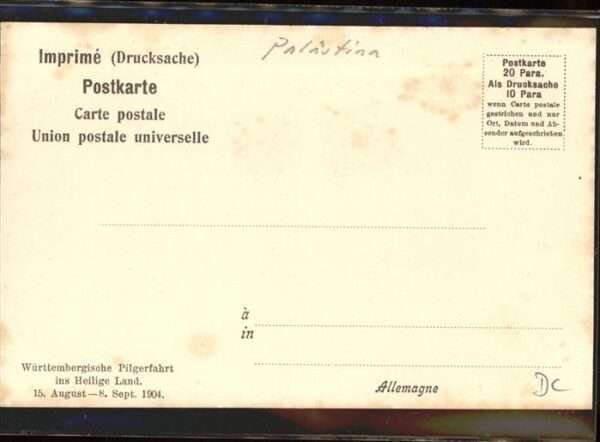 Imprimé (Drucksache)
Postkarte
Carte postale
Union postale universelle
Palästina
Postkarte
20 Para.
Als Drucksache
10 Para
wenn Carte postale
gestrichen und nur
Ort, Datum und Ab-
sender aufgeschrieben
wird.
à
in
Württembergische Pilgerfahrt
ins Heilige Land.
15. August—8. Sept. 1904.
Allemagne
DC